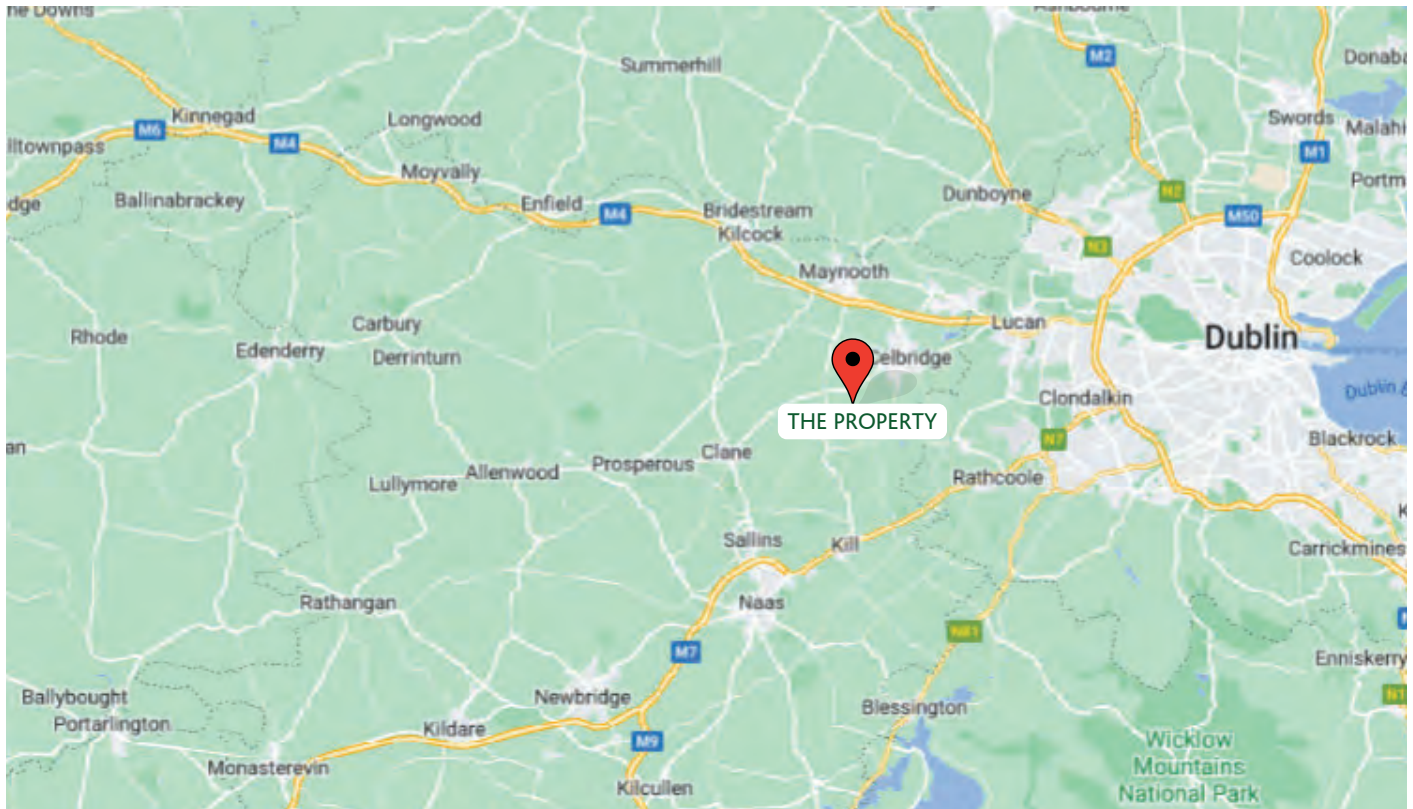 Downs
Ashbourne
M2
Donaba
Summerhill
Kinnegad
Longwood
Swords
Malahi
M6
M4
M1
lltownpass
Moyvally
Portm
Dunboyne
N2
dge
Ballinabrackey
Enfield
M4
Bridestream
Kilcock
M50
N3
Coolock
Maynooth
Lucan
Carbury
Rhode
Edenderry
Derrinturn
Celbridge
Dublin
THE PROPERTY
Clondalkin
Dublin
N7
Blackrock
an
Clane
Prosperous
Allenwood
Lullymore
Rathcoole
Sallins
Kill
Carrickmines
Rathangan
Naas
N81
M7
Enniskerry
Ballybought
Newbridge
N1
Portarlington
Kildare
Blessington
M9
Monasterevin
Kilcullen
Wicklow
Mountains
National Park